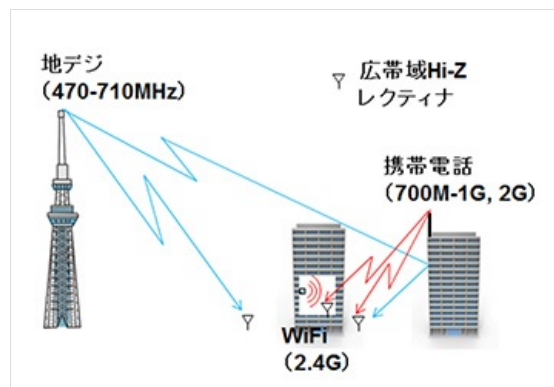 地デジ
（470-710MHz）
広帯域Hi-Z
レクティナ
携帯電話
（700M-1G, 2G）
WiFi
（2.4G）